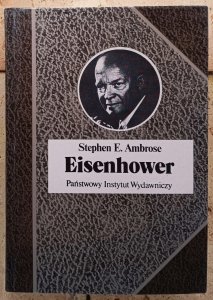 Stephen E. Ambrose
Eisenhower
Państwowy Instytut Wydawniczy